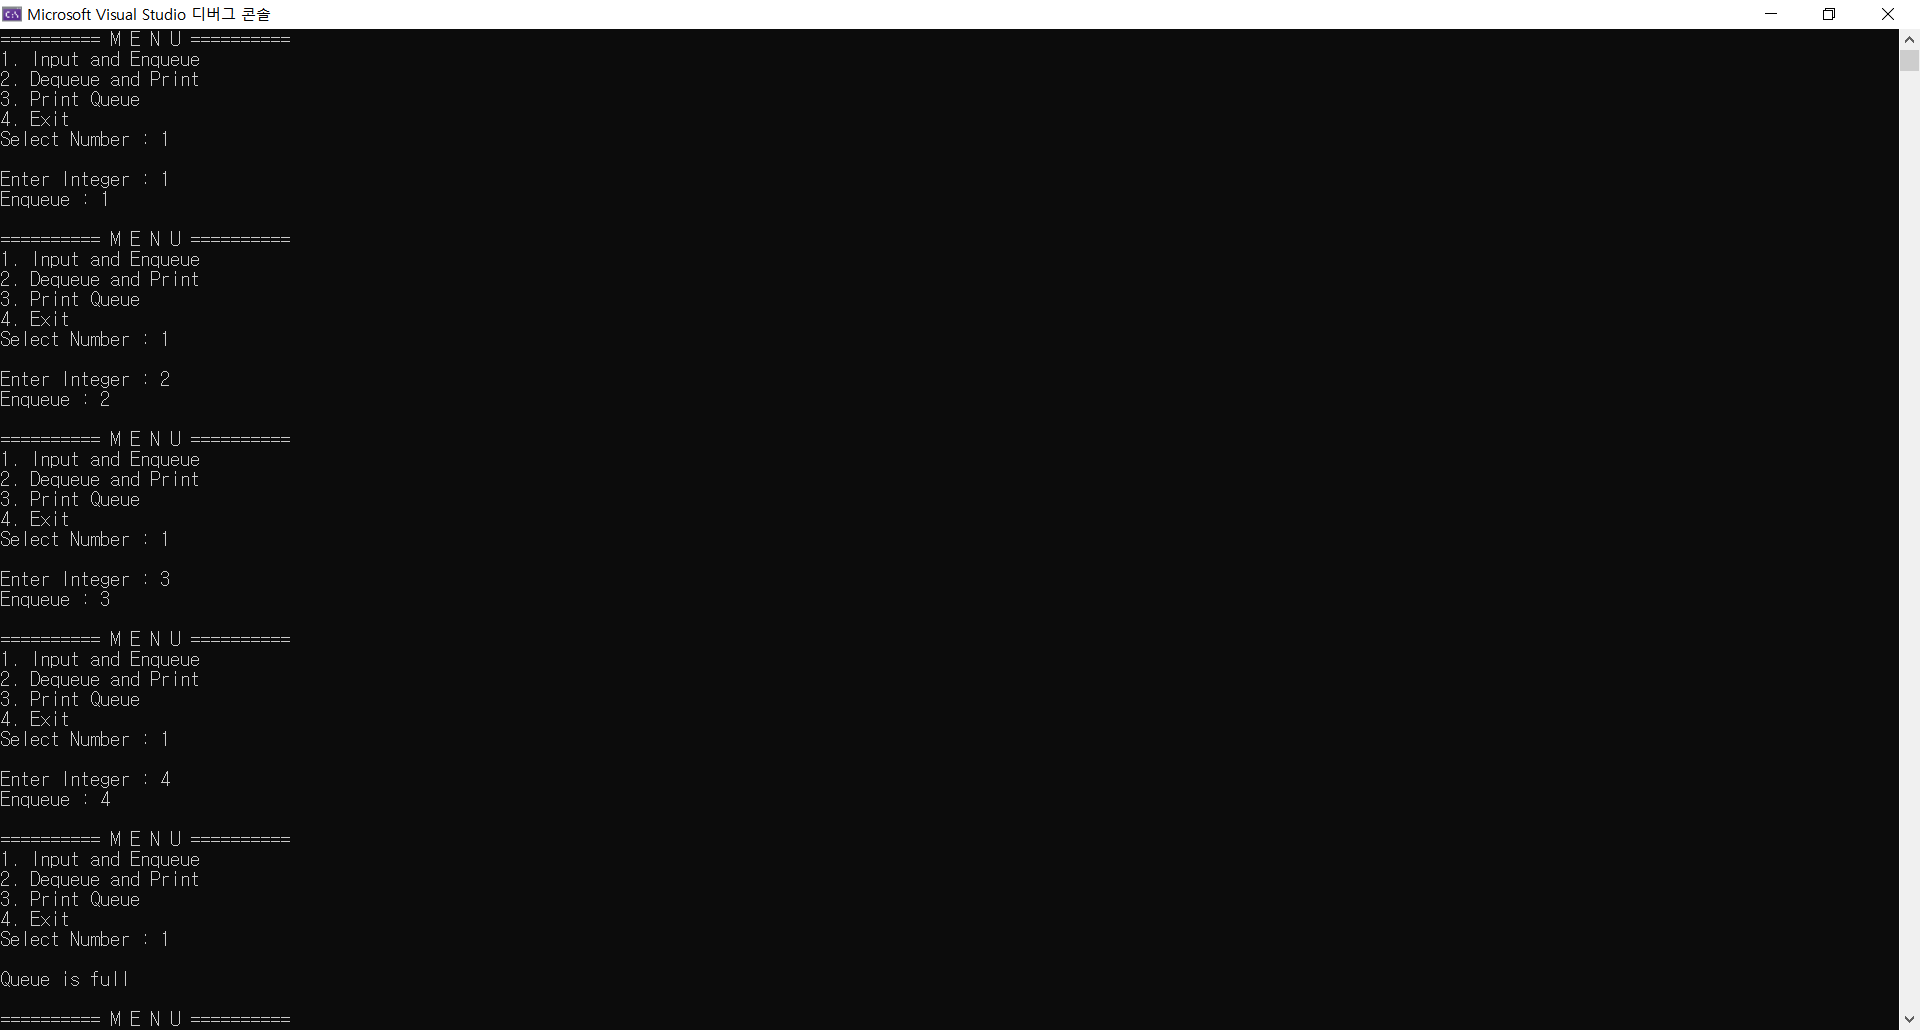 Microsoft Visual Studio 디버그 콘솔
========== M E N U ==========
1. Input and Enqueue
2. Dequeue and Print
3. Print Queue
4. Exit
Select Number : 1
Enter Integer : 1
Enqueue : 1
========== M E N U ==========
1. Input and Enqueue
2. Dequeue and Print
3. Print Queue
4. Exit
Select Number : 1
Enter Integer : 2
Enqueue : 2
========== M E N U ==========
1. Input and Enqueue
2. Dequeue and Print
3. Print Queue
4. Exit
Select Number : 1
Enter Integer : 3
Enqueue : 3
========== M E N U ==========
1. Input and Enqueue
2. Dequeue and Print
3. Print Queue
4. Exit
Select Number : 1
Enter Integer : 4
Enqueue : 4
========== M E N U ==========
1. Input and Enqueue
2. Dequeue and Print
3. Print Queue
4. Exit
Select Number : 1
Queue is full
========== M E N U ==========